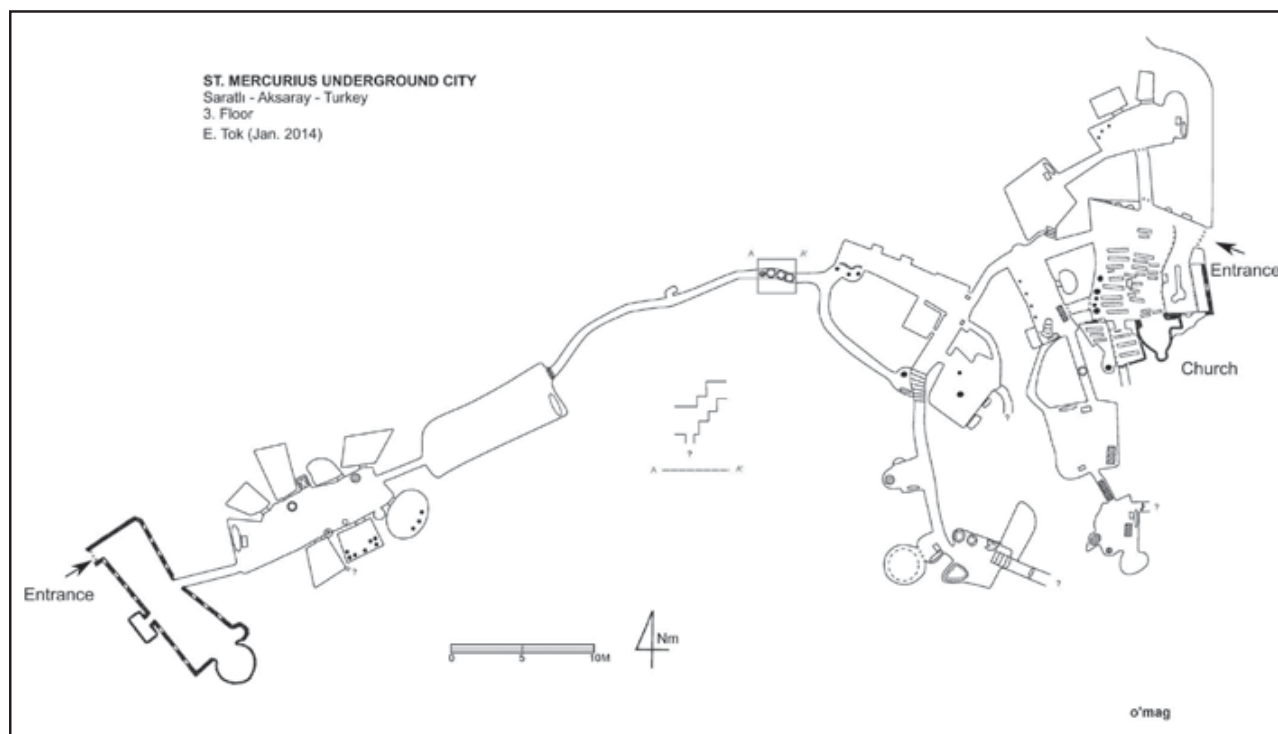 ST. MERCURIUS UNDERGROUND CITY
Saratlı - Aksaray - Turkey
3. Floor
E. Tok (Jan. 2014)
A A'
Entrance
Church
?
?
A A'
?
?
?
Entrance
Nm
0 5 10M
o'mag